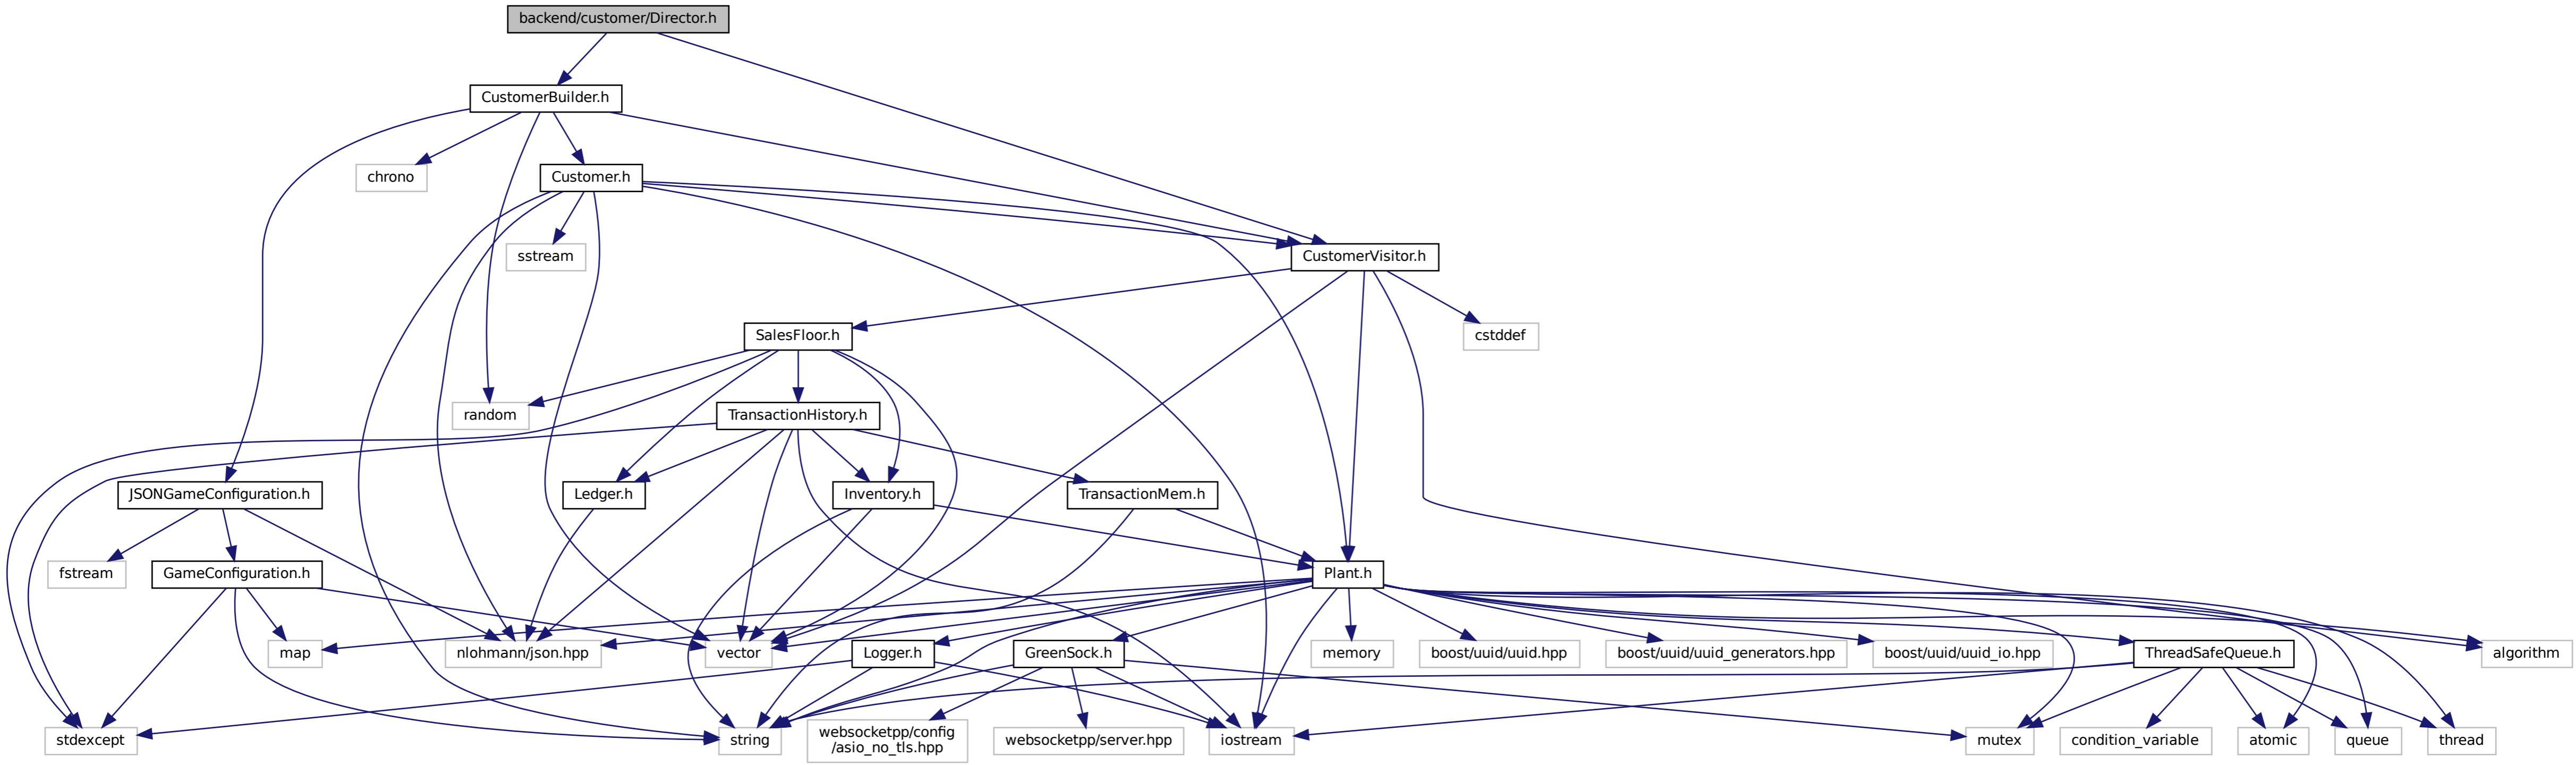 backend/customer/Director.h
CustomerBuilder.h
chrono
Customer.h
sstream
CustomerVisitor.h
SalesFloor.h
cstddef
random
TransactionHistory.h
JSONGameConfiguration.h
Ledger.h
Inventory.h
TransactionMem.h
fstream
GameConfiguration.h
Plant.h
map
nlohmann/json.hpp
vector
Logger.h
GreenSock.h
memory
boost/uuid/uuid.hpp
boost/uuid/uuid_generators.hpp
boost/uuid/uuid_io.hpp
ThreadSafeQueue.h
algorithm
stdexcept
string
websocketpp/config
/asio_no_tls.hpp
websocketpp/server.hpp
iostream
mutex
condition_variable
atomic
queue
thread